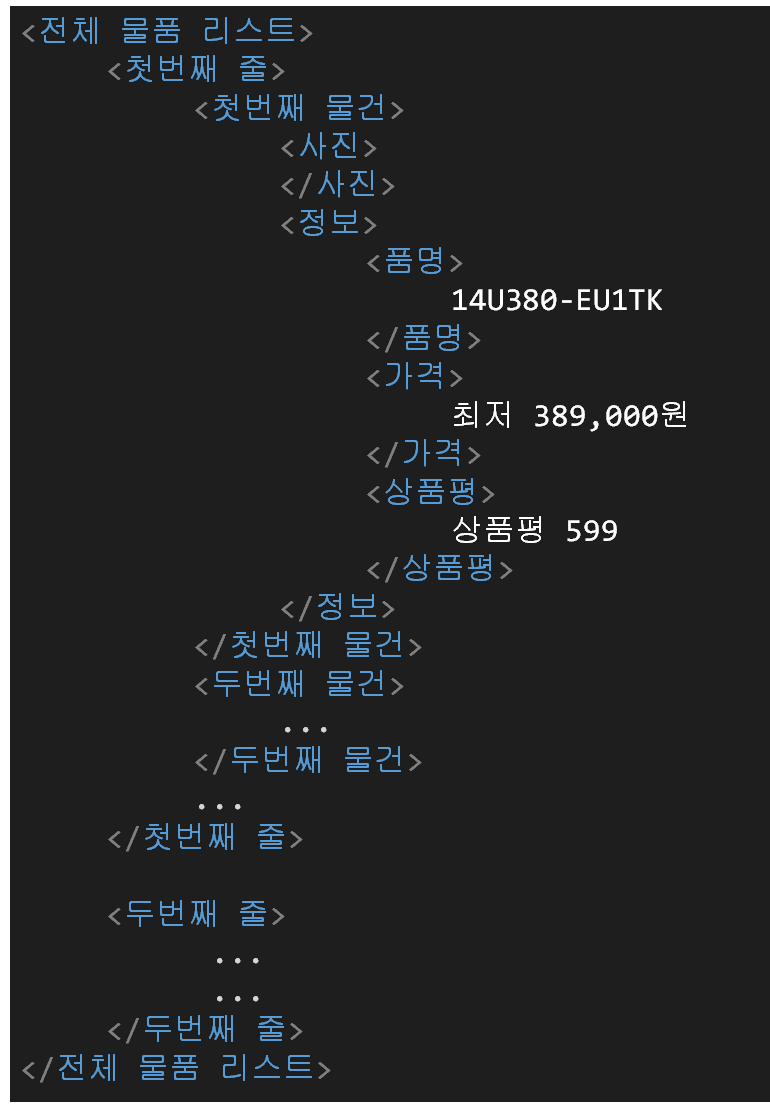 <전체 물품 리스트>
<첫번째 줄>
<첫번째 물건>
<사진>
</사진>
<정보>
<품명>
14U380-EU1TK
</품명>
<가격>
최저 389,000원
</가격>
<상품평>
상품평 599
</상품평>
</정보>
</첫번째 물건>
<두번째 물건>
...
</두번째 물건>
...
</첫번째 줄>
<두번째 줄>
...
...
</두번째 줄>
</전체 물품 리스트>